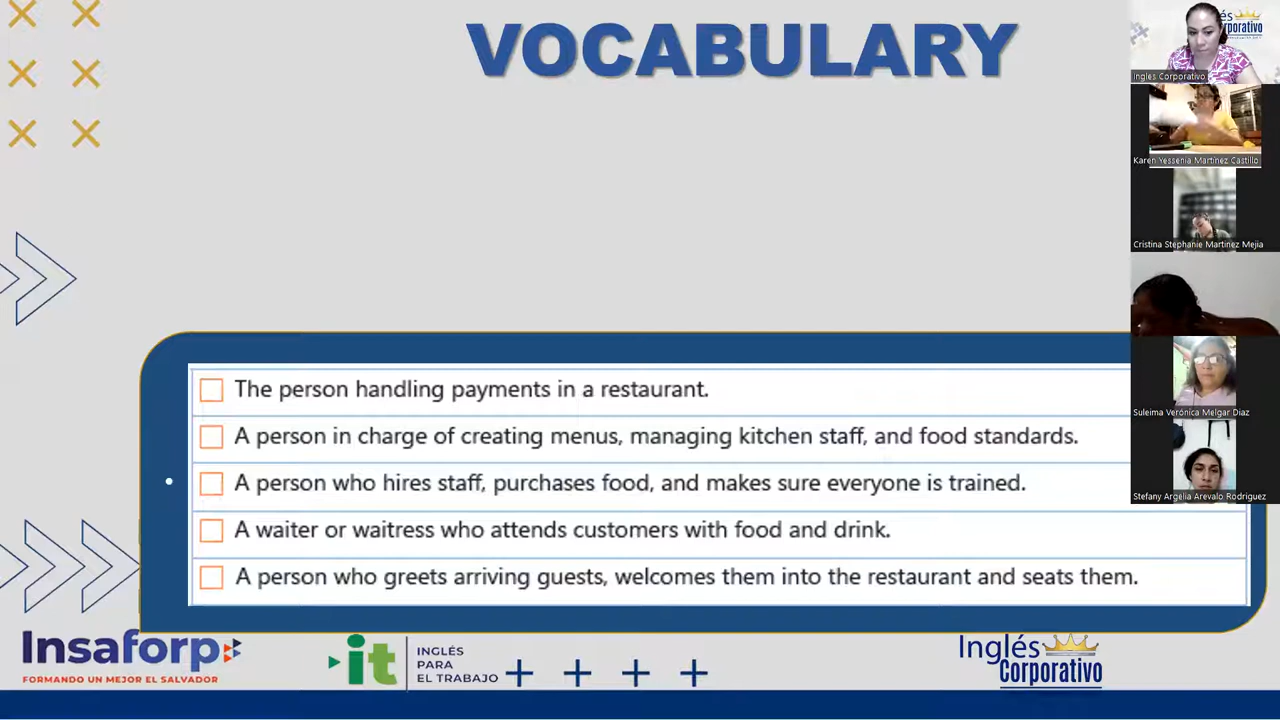 VOCABULARY
és
rporativo
Inglés Corporativo
Karen Yessenia Martinez Castillo
Cristina Stephanie Martinez Mejia
Suleima Verónica Melgar Diaz
Stefany Argelia Arevalo Rodriguez
The person handling payments in a restaurant.
A person in charge of creating menus, managing kitchen staff, and food standards.
A person who hires staff, purchases food, and makes sure everyone is trained.
A waiter or waitress who attends customers with food and drink.
A person who greets arriving guests, welcomes them into the restaurant and seats them.
Insaforp
FORMANDO UN MEJOR EL SALVADOR
it
INGLÉS
PARA
EL TRABAJO
Inglés
Corporativo